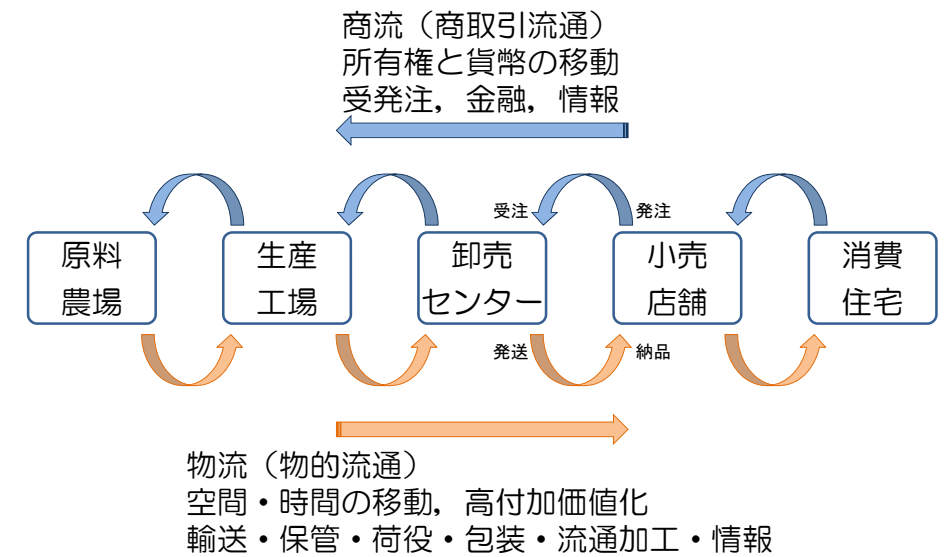 商流（商取引流通）
所有権と貨幣の移動
受発注，金融，情報
受注
発注
原料
農場
生産
工場
卸売
センター
小売
店舗
消費
住宅
発送
納品
物流（物的流通）
空間・時間の移動，高付加価値化
輸送・保管・荷役・包装・流通加工・情報